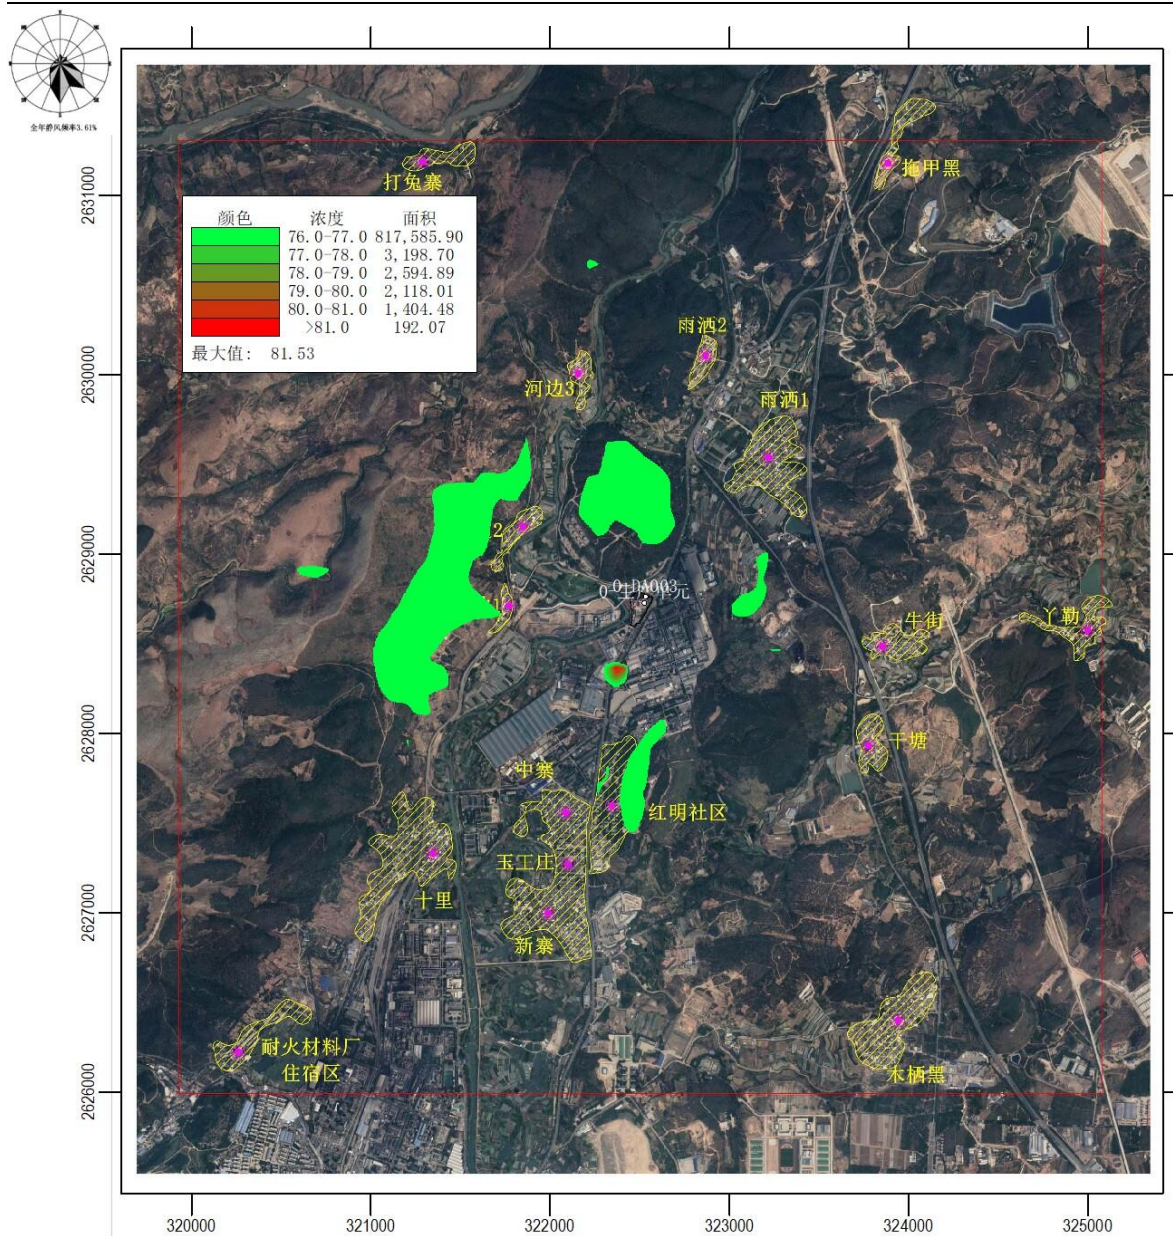 全年静风频率3.61%
打兔寨
拖甲黑
颜色 浓度 面积
76.0-77.0 817,585.90
77.0-78.0 3,198.70
78.0-79.0 2,594.89
79.0-80.0 2,118.01
80.0-81.0 1,404.48
>81.0 192.07
最大值: 81.53
雨洒2
河边3
雨洒1
2
1
牛街
丫勒
干塘
中寨
红明社区
玉工庄
十里
新寨
耐火材料厂
住宿区
木栖黑
2631000
2630000
2629000
2628000
2627000
2626000
320000 321000 322000 323000 324000 325000